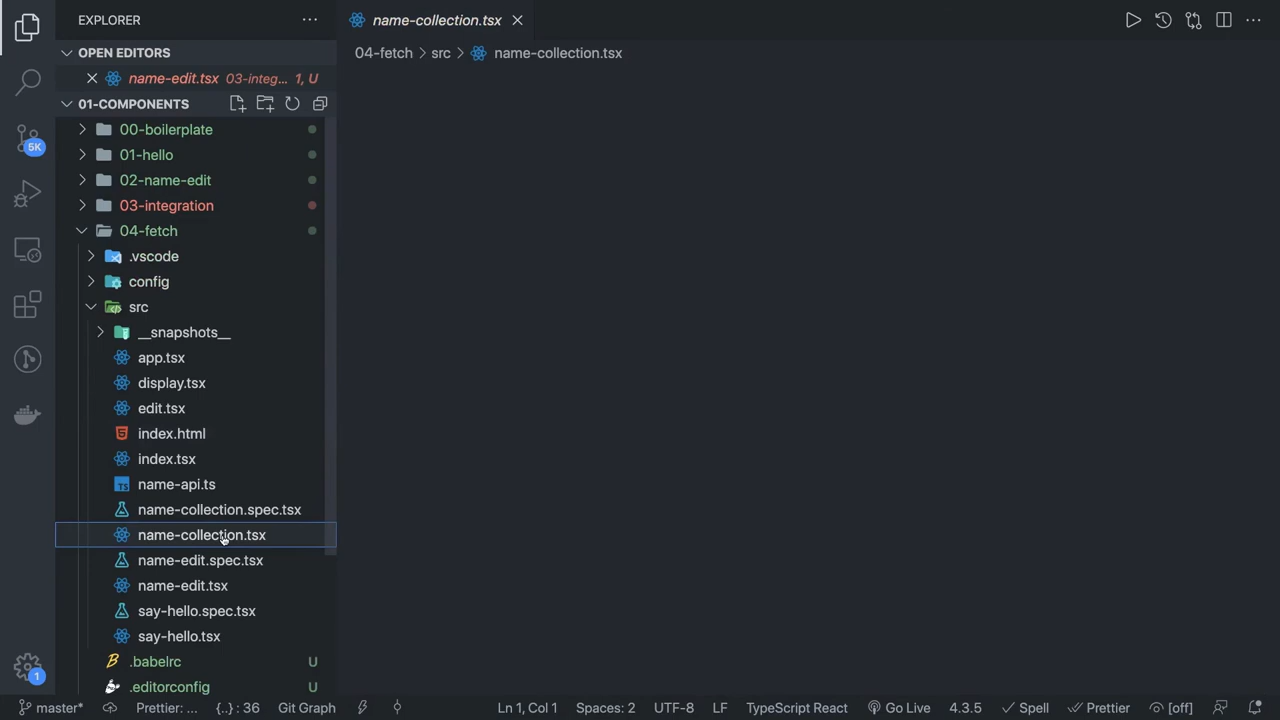 EXPLORER
name-collection.tsx
OPEN EDITORS
04-fetch > src > name-collection.tsx
name-edit.tsx 03-integ... 1, U
01-COMPONENTS
00-boilerplate
5K
01-hello
02-name-edit
03-integration
04-fetch
.vscode
config
src
__snapshots__
app.tsx
display.tsx
edit.tsx
index.html
index.tsx
TS name-api.ts
name-collection.spec.tsx
name-collection.tsx
name-edit.spec.tsx
name-edit.tsx
say-hello.spec.tsx
say-hello.tsx
.babelrc U
1
.editorconfig U
master* Prettier: ... {..} : 36 Git Graph Ln 1, Col 1 Spaces: 2 UTF-8 LF TypeScript React Go Live 4.3.5 Spell Prettier [off]